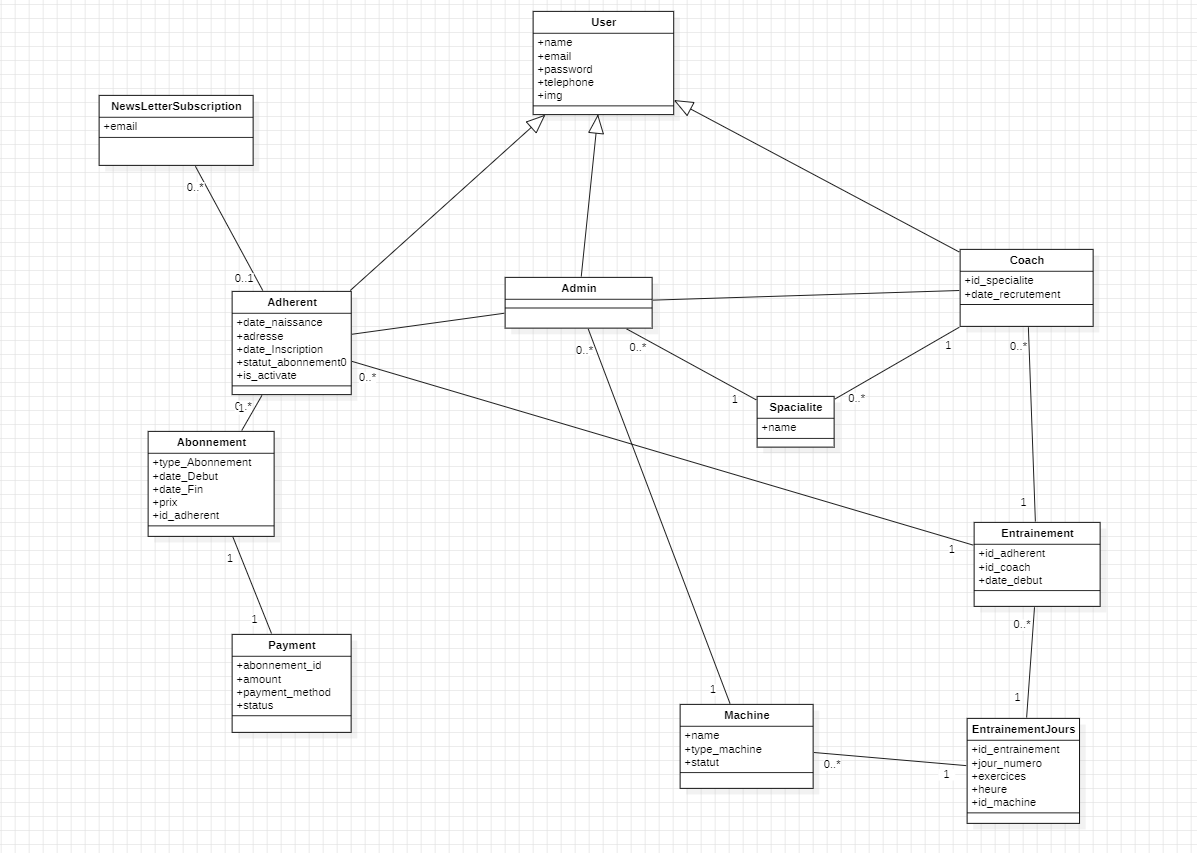 User
+name
+email
+password
+telephone
+img
NewsLetterSubscription
+email
0..*
0..1
Adherent
+date_naissance
+adresse
+date_Inscription
+statut_abonnement0
+is_activate
Admin
Coach
+id_specialite
+date_recrutement
0..*
0..*
0..*
1
0..*
1
0..*
Spacialite
+name
0..*
1
Abonnement
+type_Abonnement
+date_Debut
+date_Fin
+prix
+id_adherent
1
1
Entrainement
+id_adherent
+id_coach
+date_debut
1
1
Payment
+abonnement_id
+amount
+payment_method
+status
0..*
1
1
Machine
+name
+type_machine
+statut
0..*
1
EntrainementJours
+id_entrainement
+jour_numero
+exercices
+heure
+id_machine